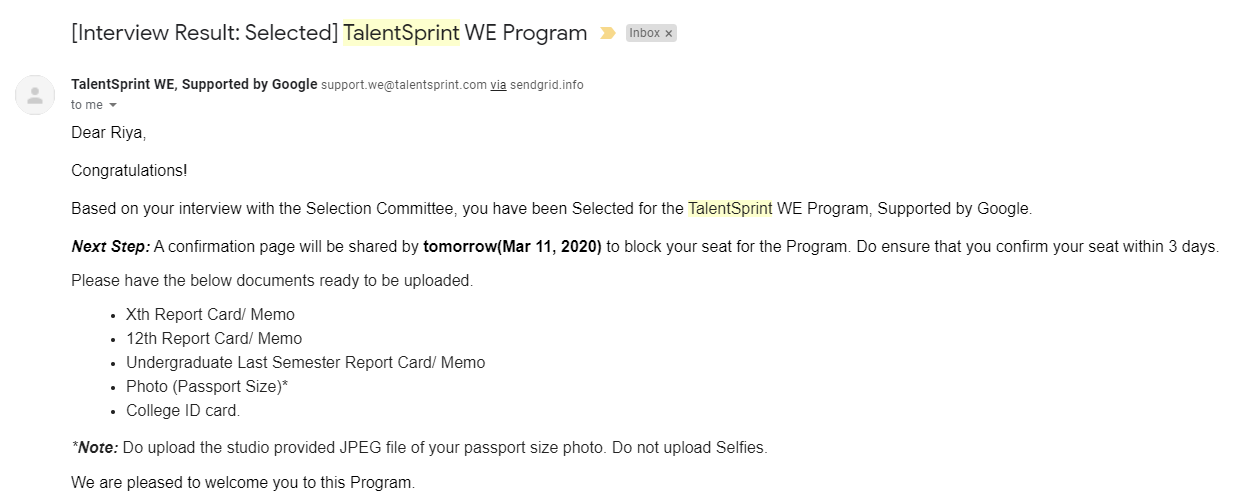 [Interview Result: Selected] TalentSprint WE Program Inbox ×
TalentSprint WE, Supported by Google support.we@talentsprint.com via sendgrid.info
to me
Dear Riya,
Congratulations!
Based on your interview with the Selection Committee, you have been Selected for the TalentSprint WE Program, Supported by Google.
Next Step: A confirmation page will be shared by tomorrow(Mar 11, 2020) to block your seat for the Program. Do ensure that you confirm your seat within 3 days.
Please have the below documents ready to be uploaded.
• Xth Report Card/ Memo
• 12th Report Card/ Memo
• Undergraduate Last Semester Report Card/ Memo
• Photo (Passport Size)*
• College ID card.
*Note: Do upload the studio provided JPEG file of your passport size photo. Do not upload Selfies.
We are pleased to welcome you to this Program.